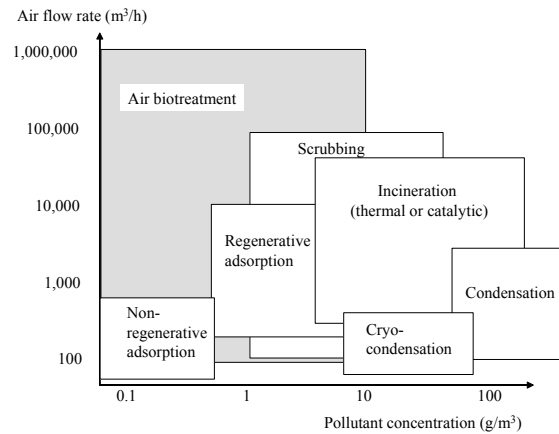 Air flow rate (m³/h)
1,000,000
Air biotreatment
100,000
Scrubbing
Incineration
(thermal or catalytic)
10,000
Regenerative
adsorption
1,000
Condensation
Non-
regenerative
adsorption
Cryo-
condensation
100
0.1
1
10
100
Pollutant concentration (g/m³)